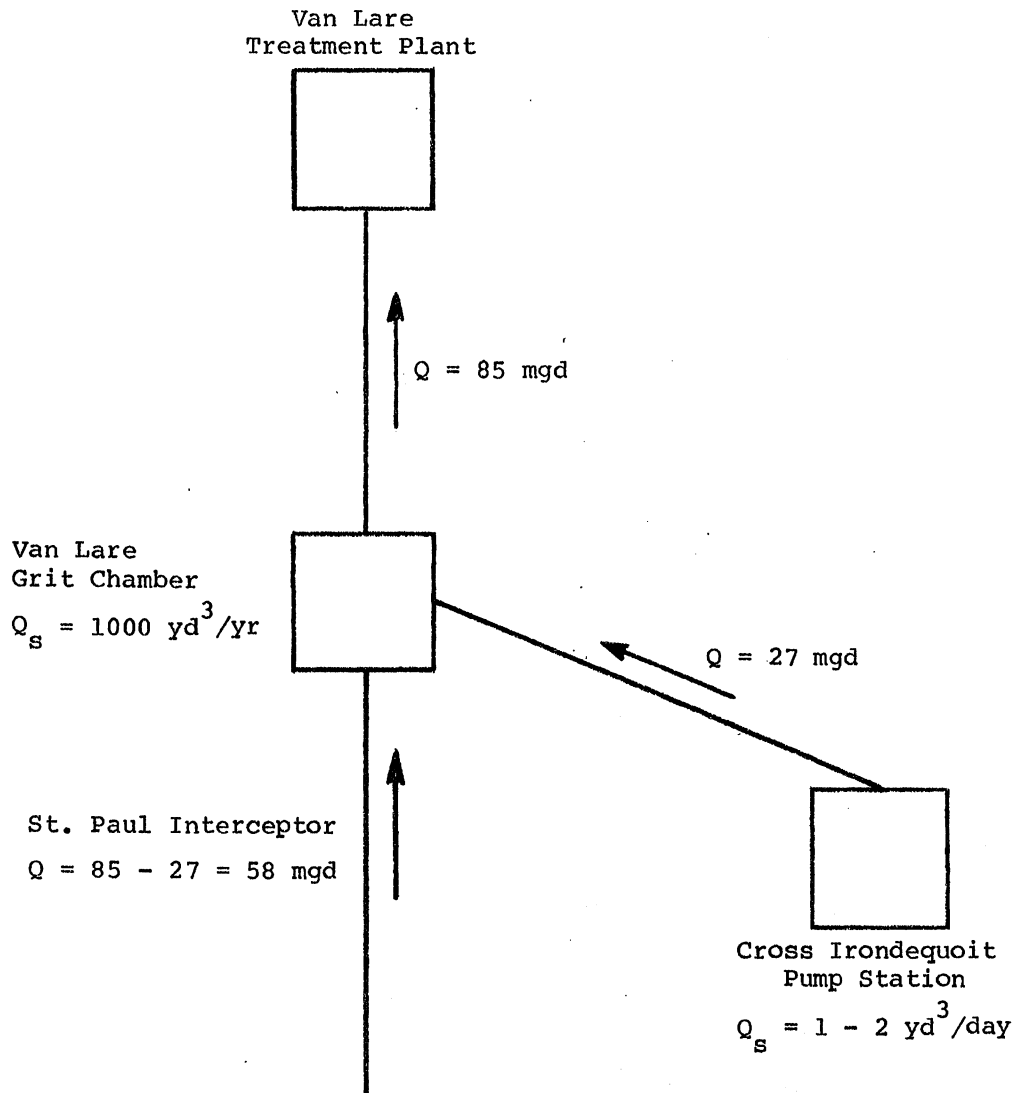 Van Lare
Treatment Plant
Q = 85 mgd
Van Lare
Grit Chamber
Q_s = 1000 yd^3/yr
Q = 27 mgd
St. Paul Interceptor
Q = 85 - 27 = 58 mgd
Cross Irondequoit
Pump Station
Q_s = 1 - 2 yd^3/day